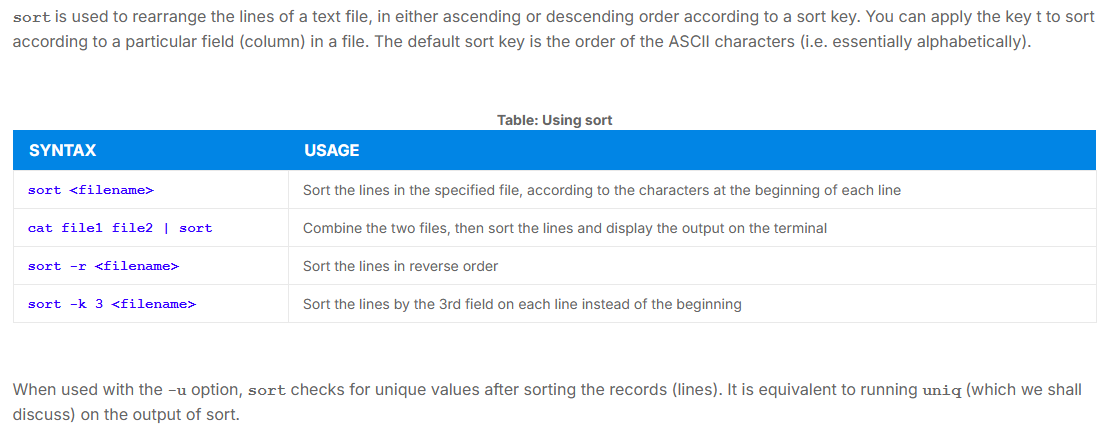 sort is used to rearrange the lines of a text file, in either ascending or descending order according to a sort key. You can apply the key t to sort
according to a particular field (column) in a file. The default sort key is the order of the ASCII characters (i.e. essentially alphabetically).
Table: Using sort
SYNTAX USAGE
sort <filename> Sort the lines in the specified file, according to the characters at the beginning of each line
cat file1 file2 | sort Combine the two files, then sort the lines and display the output on the terminal
sort -r <filename> Sort the lines in reverse order
sort -k 3 <filename> Sort the lines by the 3rd field on each line instead of the beginning
When used with the -u option, sort checks for unique values after sorting the records (lines). It is equivalent to running uniq (which we shall
discuss) on the output of sort.